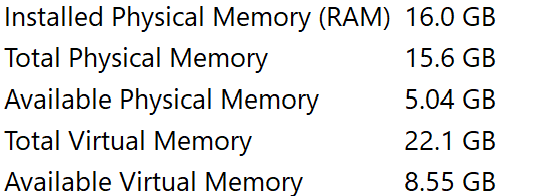 Installed Physical Memory (RAM) 16.0 GB
Total Physical Memory 15.6 GB
Available Physical Memory 5.04 GB
Total Virtual Memory 22.1 GB
Available Virtual Memory 8.55 GB